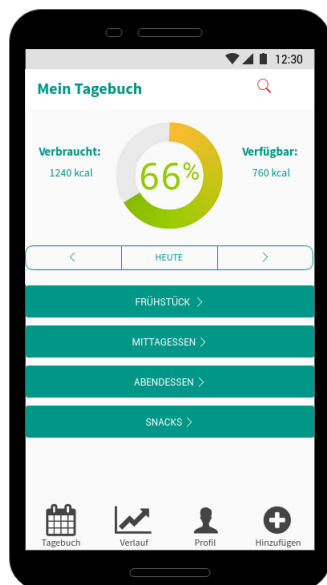 12:30
Mein Tagebuch
Verbraucht:
1240 kcal
66%
Verfügbar:
760 kcal
HEUTE
FRÜHSTÜCK
MITTAGESSEN
ABENDESSEN
SNACKS
Tagebuch
Verlauf
Profil
Hinzufügen